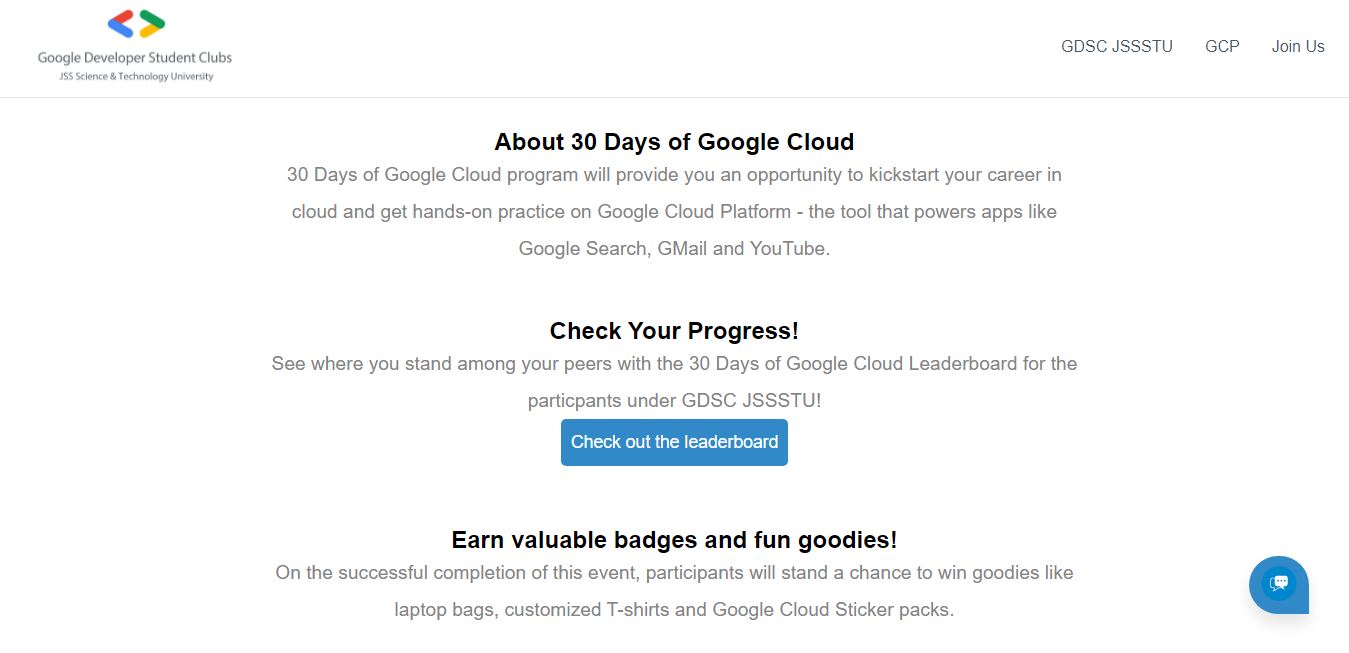 Google Developer Student Clubs
JSS Science & Technology University
GDSC JSSSTU
GCP
Join Us
About 30 Days of Google Cloud
30 Days of Google Cloud program will provide you an opportunity to kickstart your career in
cloud and get hands-on practice on Google Cloud Platform - the tool that powers apps like
Google Search, GMail and YouTube.
Check Your Progress!
See where you stand among your peers with the 30 Days of Google Cloud Leaderboard for the
particpants under GDSC JSSSTU!
Check out the leaderboard
Earn valuable badges and fun goodies!
On the successful completion of this event, participants will stand a chance to win goodies like
laptop bags, customized T-shirts and Google Cloud Sticker packs.